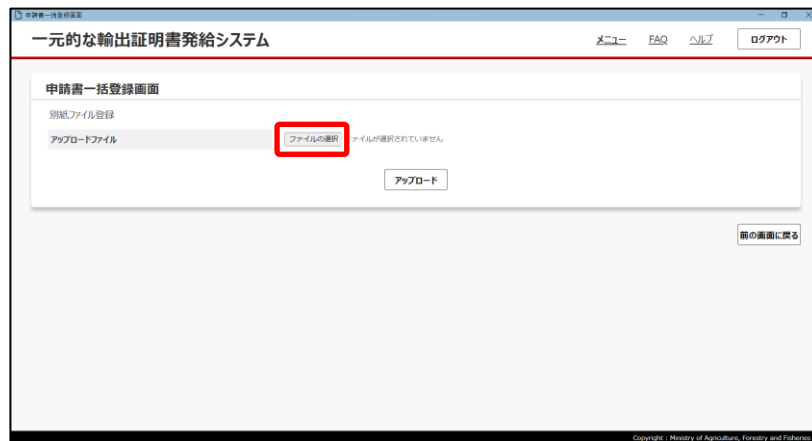 申請書一括登録画面
一元的な輸出証明書発給システム
メニュー FAQ ヘルプ ログアウト
申請書一括登録画面
別紙ファイル登録
アップロードファイル ファイルの選択 ァイルが選択されていません
アップロード
前の画面に戻る
Copyright : Ministry of Agriculture, Forestry and Fisheries